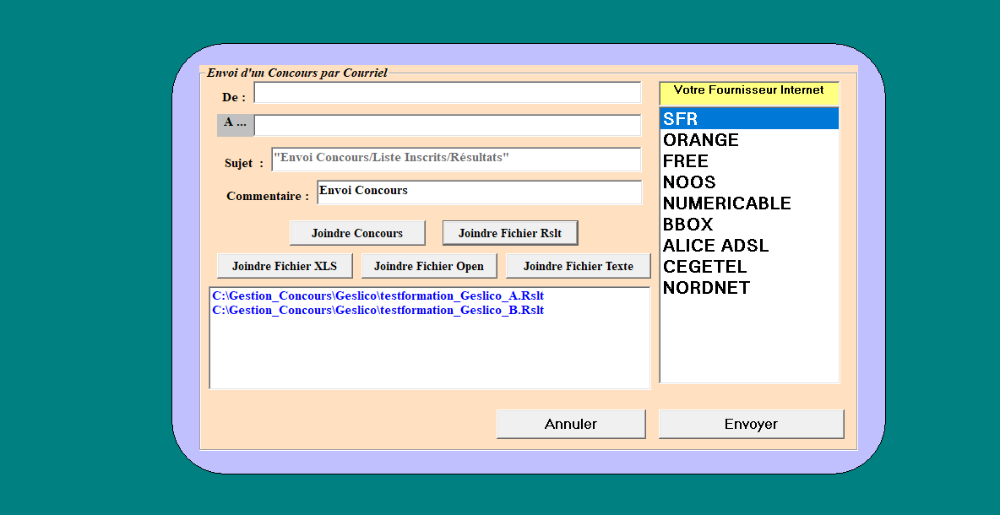 Envoi d'un Concours par Courriel
De :
A ...
Sujet :
"Envoi Concours/Liste Inscrits/Résultats"
Commentaire :
Envoi Concours
Joindre Concours
Joindre Fichier Rslt
Joindre Fichier XLS
Joindre Fichier Open
Joindre Fichier Texte
C:\Gestion_Concours\Geslico\testformation_Geslico_A.Rslt
C:\Gestion_Concours\Geslico\testformation_Geslico_B.Rslt
Votre Fournisseur Internet
SFR
ORANGE
FREE
NOOS
NUMERICABLE
BBOX
ALICE ADSL
CEGETEL
NORDNET
Annuler
Envoyer